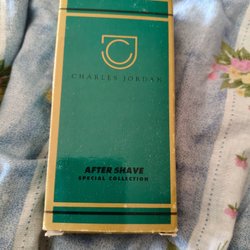 CHARLES JORDAN
AFTER SHAVE
SPECIAL COLLECTION